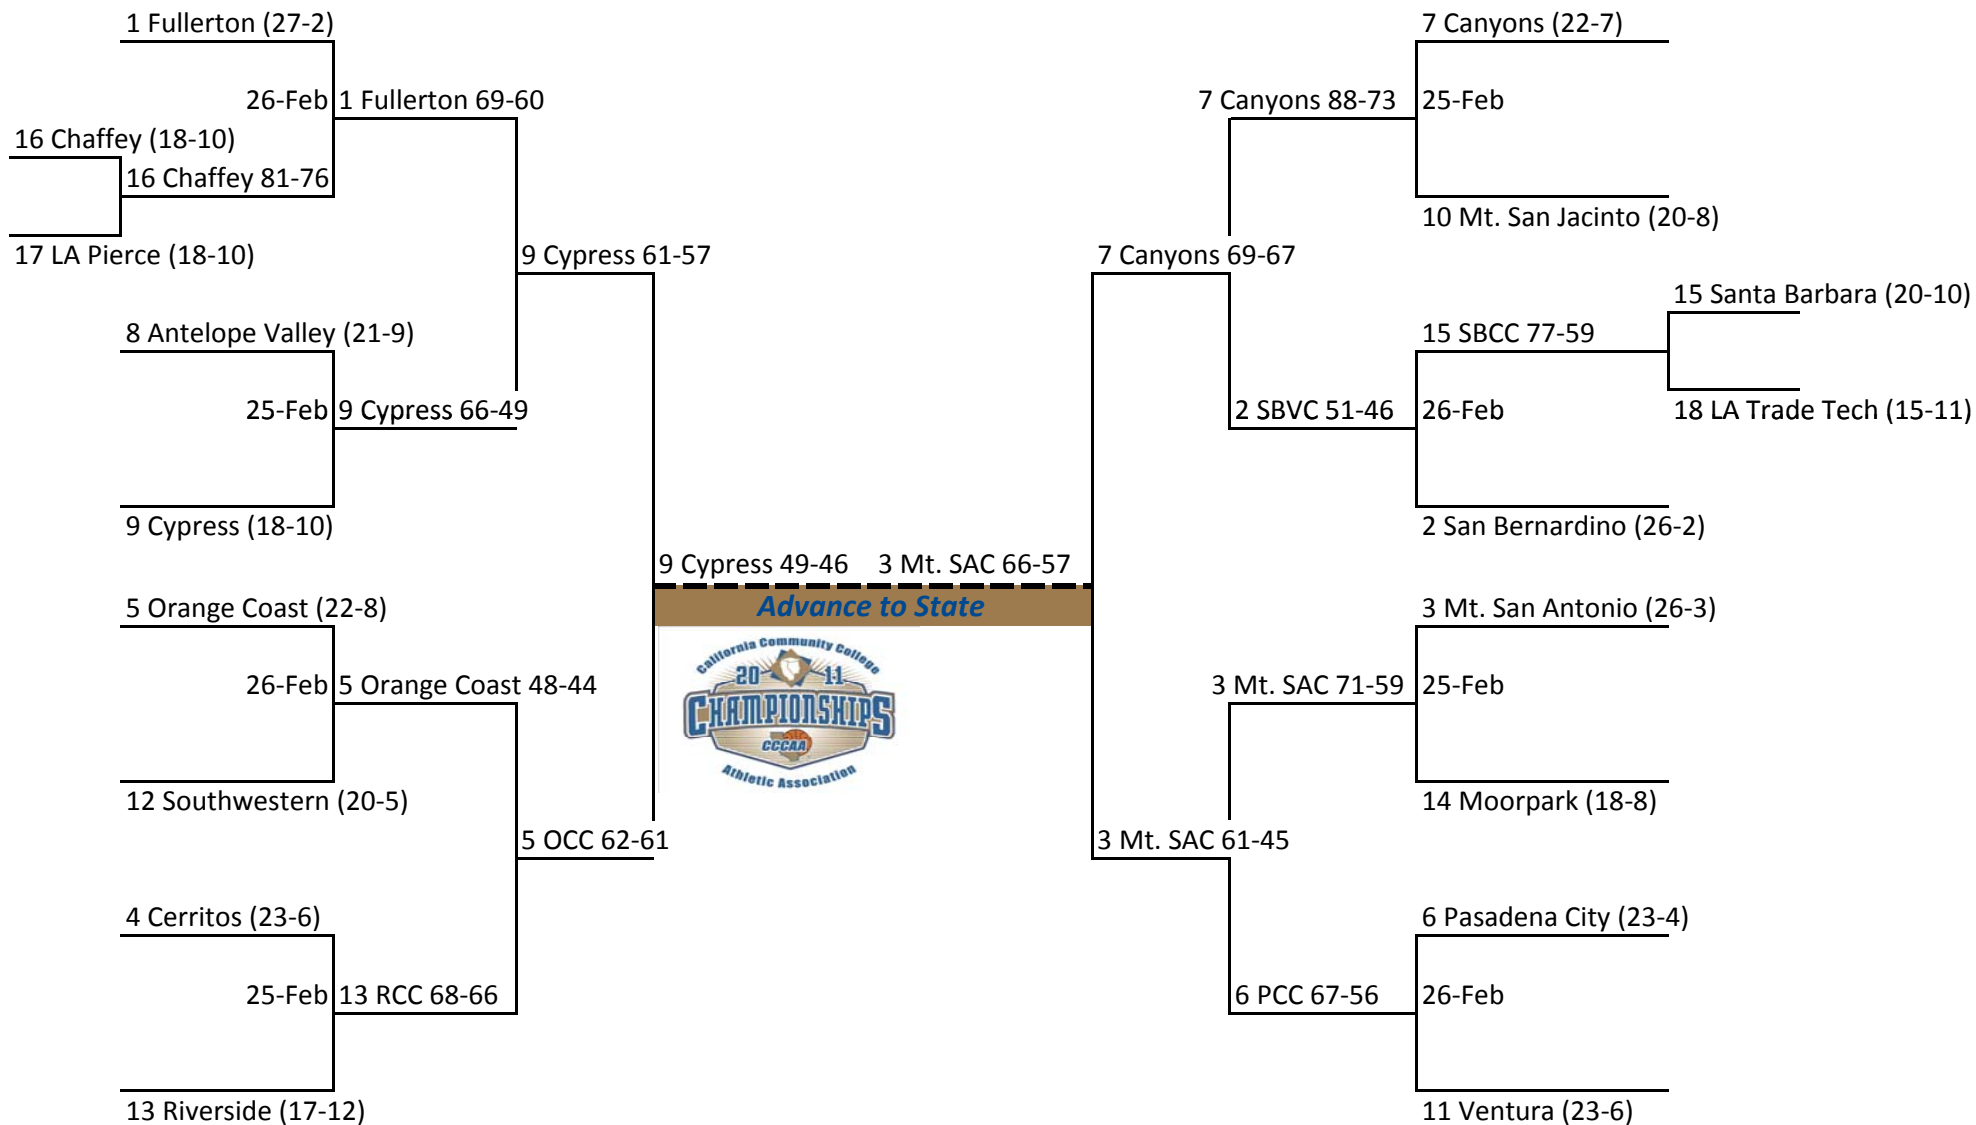 1 Fullerton (27-2)
26-Feb
1 Fullerton 69-60
16 Chaffey (18-10)
16 Chaffey 81-76
17 LA Pierce (18-10)
9 Cypress 61-57
8 Antelope Valley (21-9)
25-Feb
9 Cypress 66-49
9 Cypress (18-10)
9 Cypress 49-46
5 Orange Coast (22-8)
26-Feb
5 Orange Coast 48-44
12 Southwestern (20-5)
5 OCC 62-61
4 Cerritos (23-6)
25-Feb
13 RCC 68-66
13 Riverside (17-12)
3 Mt. SAC 66-57
Advance to State
California Community College
20 11
CHAMPIONSHIPS
CCCAA
Athletic Association
7 Canyons (22-7)
7 Canyons 88-73
25-Feb
10 Mt. San Jacinto (20-8)
7 Canyons 69-67
15 Santa Barbara (20-10)
15 SBCC 77-59
18 LA Trade Tech (15-11)
2 SBVC 51-46
26-Feb
2 San Bernardino (26-2)
3 Mt. San Antonio (26-3)
3 Mt. SAC 71-59
25-Feb
14 Moorpark (18-8)
3 Mt. SAC 61-45
6 Pasadena City (23-4)
6 PCC 67-56
26-Feb
11 Ventura (23-6)